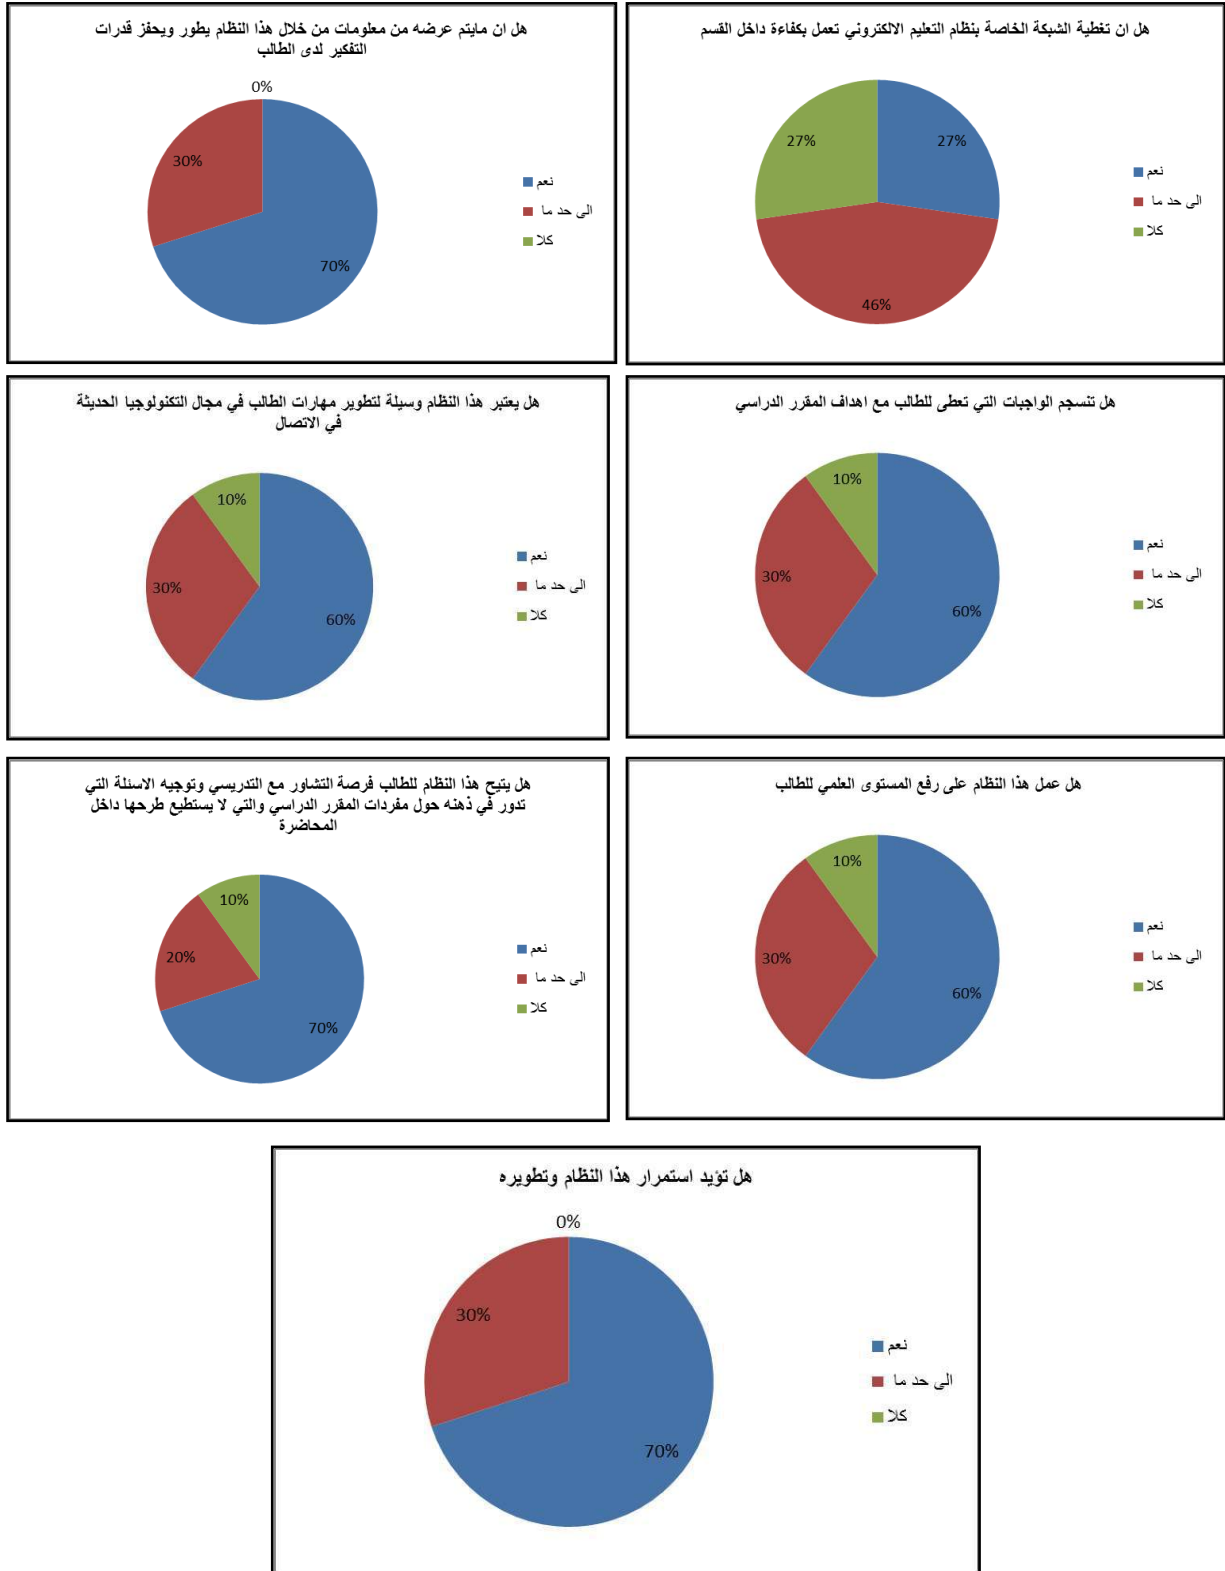 هل ان تغطية الشبكة الخاصة بنظام التعليم الالكتروني تعمل بكفاءة داخل القسم
27%
27%
46%
نعم
الى حد ما
كلا
هل ان مايتم عرضه من معلومات من خلال هذا النظام يطور ويحفز قدرات
التفكير لدى الطالب
0%
30%
70%
نعم
الى حد ما
كلا
هل تنسجم الواجبات التي تعطى للطالب مع اهداف المقرر الدراسي
10%
30%
60%
نعم
الى حد ما
كلا
هل يعتبر هذا النظام وسيلة لتطوير مهارات الطالب في مجال التكنولوجيا الحديثة
في الاتصال
10%
30%
60%
نعم
الى حد ما
كلا
هل عمل هذا النظام على رفع المستوى العلمي للطالب
10%
30%
60%
نعم
الى حد ما
كلا
هل يتيح هذا النظام للطالب فرصة التشاور مع التدريسي وتوجيه الاسئلة التي
تدور في ذهنه حول مفردات المقرر الدراسي والتي لا يستطيع طرحها داخل
المحاضرة
10%
20%
70%
نعم
الى حد ما
كلا
هل تؤيد استمرار هذا النظام وتطويره
0%
30%
70%
نعم
الى حد ما
كلا